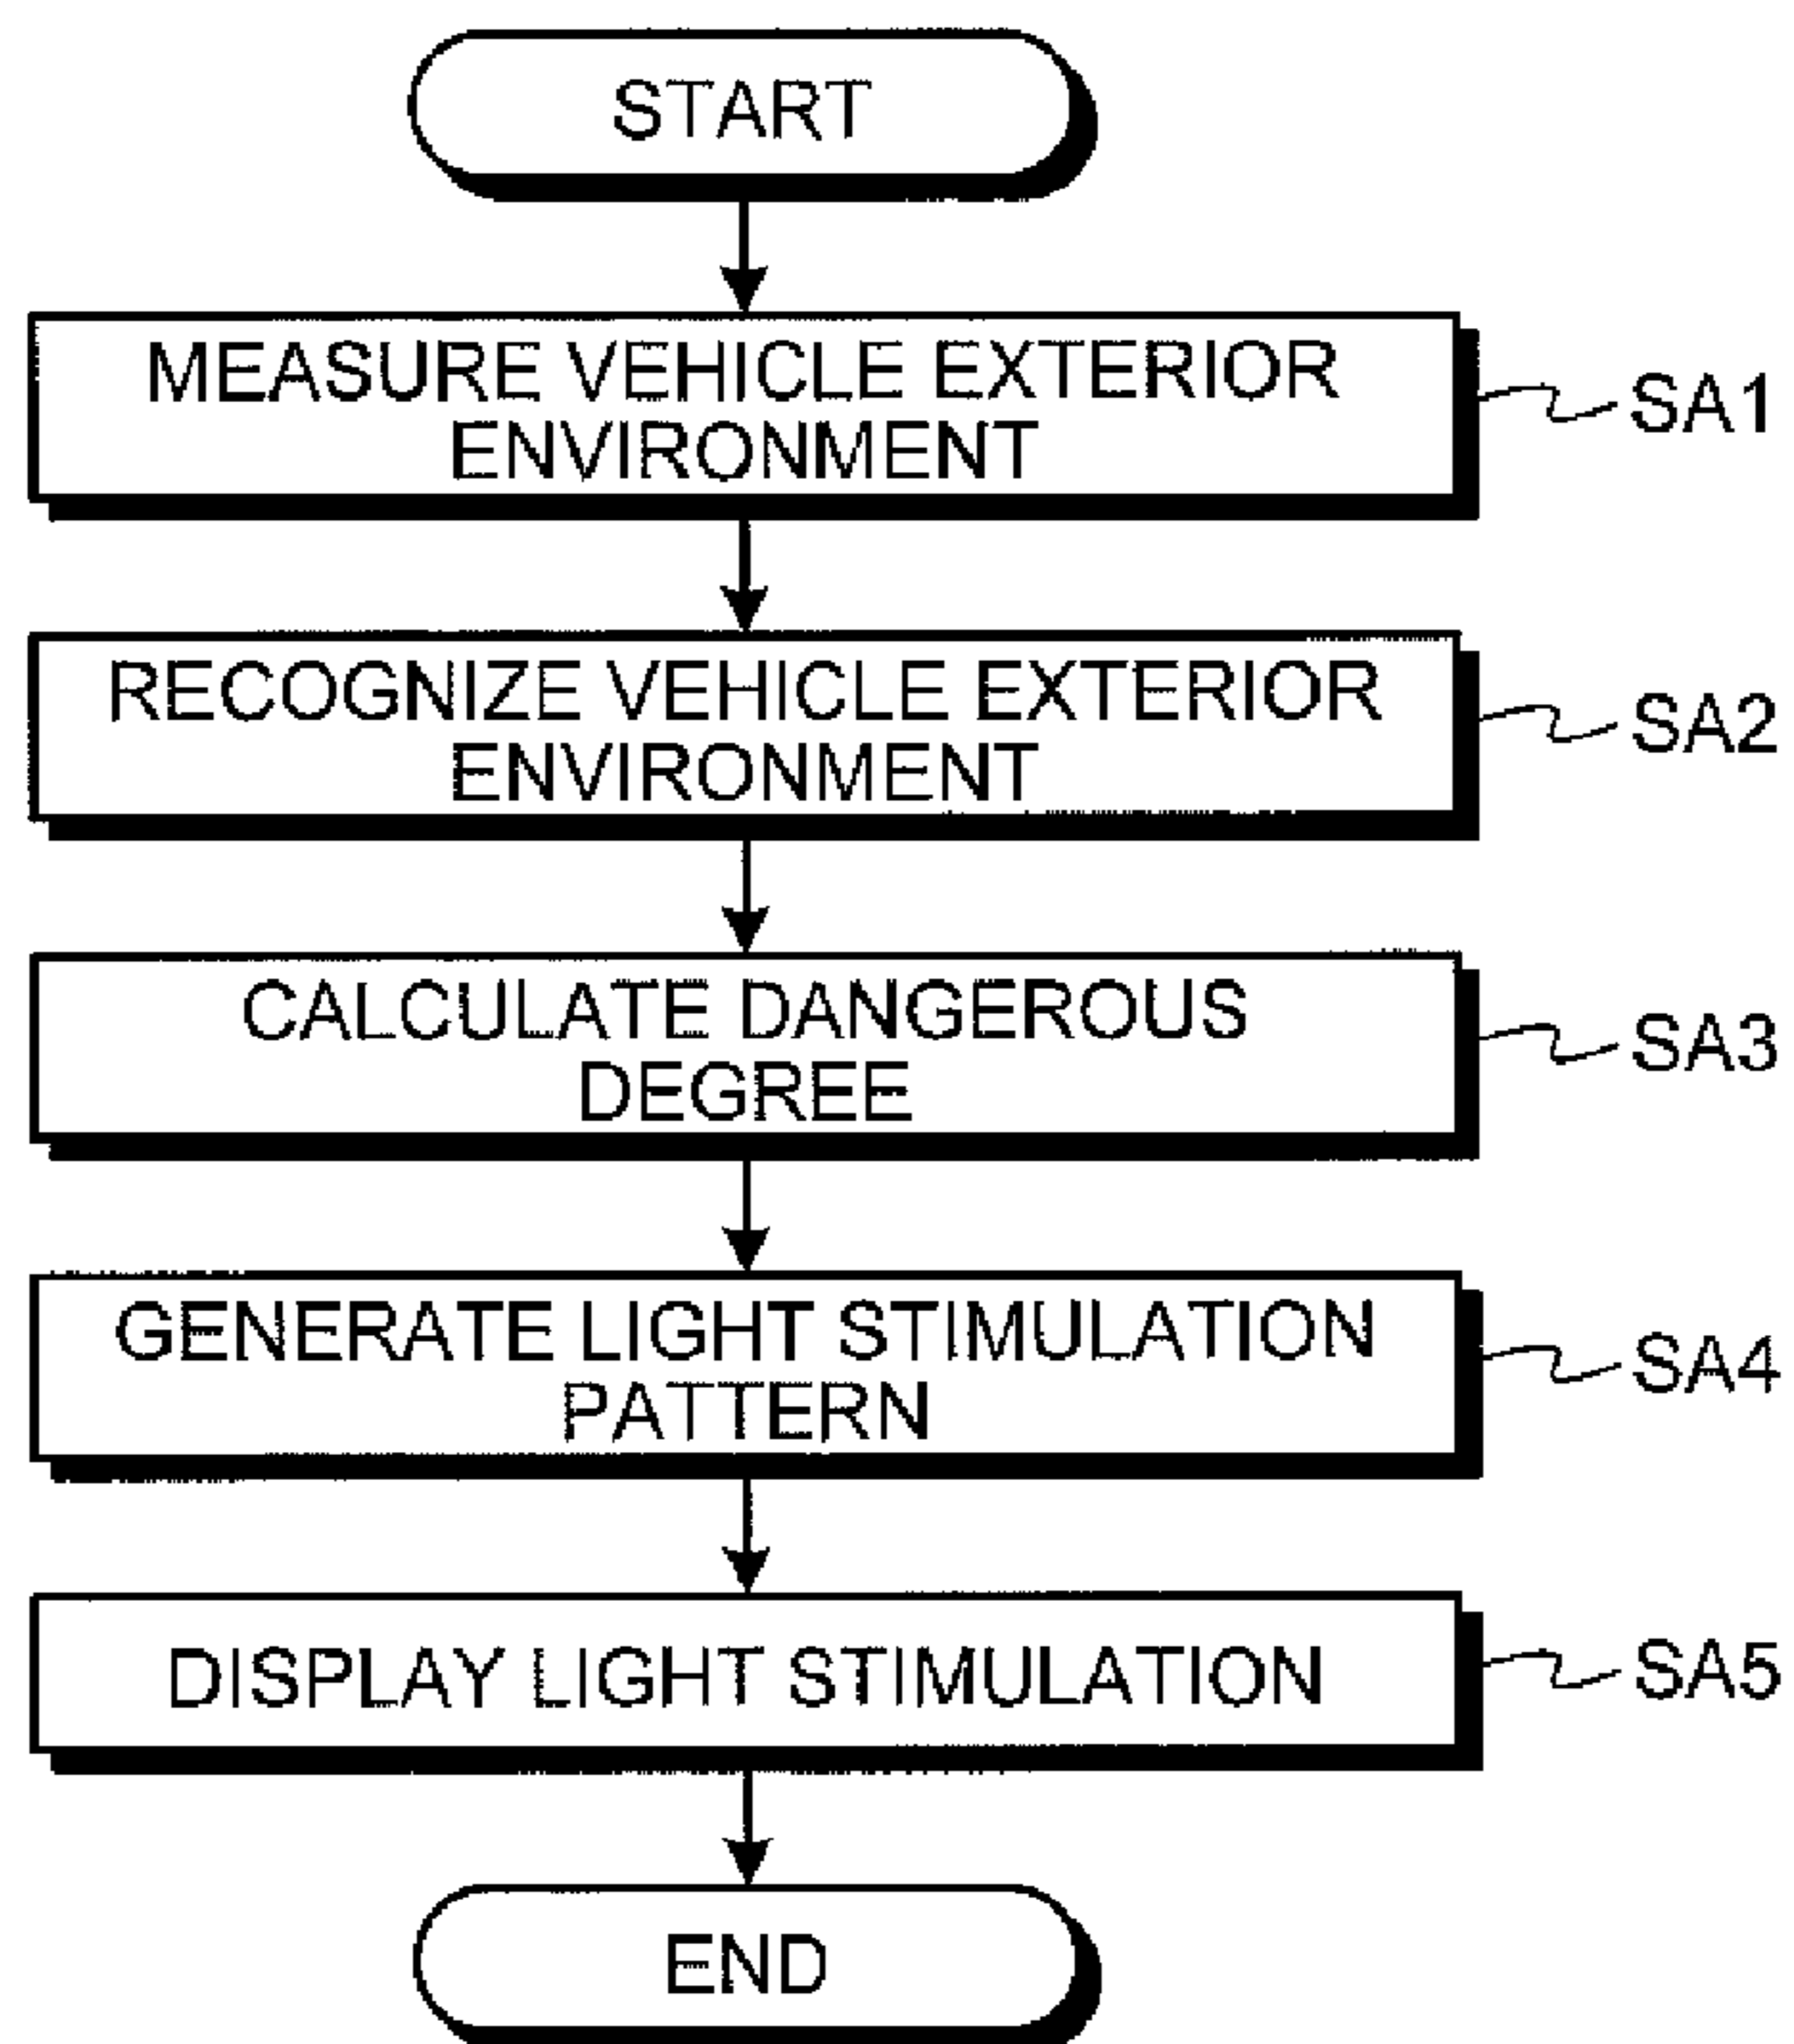 START
MEASURE VEHICLE EXTERIOR
ENVIRONMENT
SA1
RECOGNIZE VEHICLE EXTERIOR
ENVIRONMENT
SA2
CALCULATE DANGEROUS
DEGREE
SA3
GENERATE LIGHT STIMULATION
PATTERN
SA4
DISPLAY LIGHT STIMULATION
SA5
END